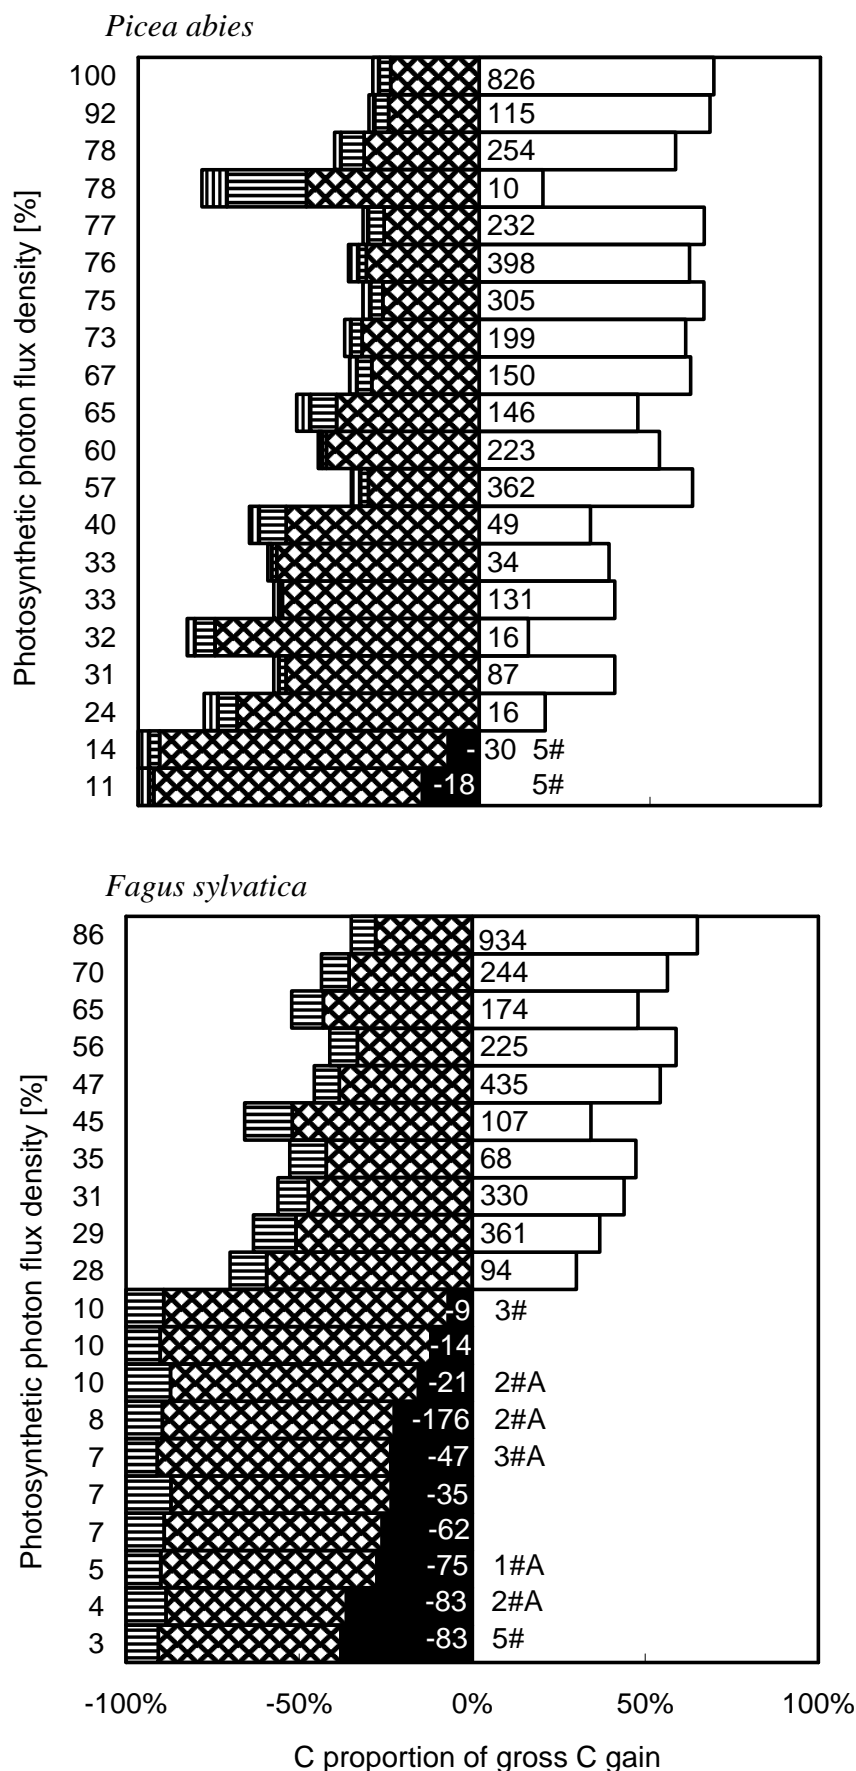 Picea abies
Photosynthetic photon flux density [%]
100 826
92 115
78 254
78 10
77 232
76 398
75 305
73 199
67 150
65 146
60 223
57 362
40 49
33 34
33 131
32 16
31 87
24 16
14 - 30 5#
11 -18 5#
Fagus sylvatica
Photosynthetic photon flux density [%]
86 934
70 244
65 174
56 225
47 435
45 107
35 68
31 330
29 361
28 94
10 -9 3#
10 -14
10 -21 2#A
8 -176 2#A
7 -47 3#A
7 -35
7 -62
5 -75 1#A
4 -83 2#A
3 -83 5#
-100% -50% 0% 50% 100%
C proportion of gross C gain